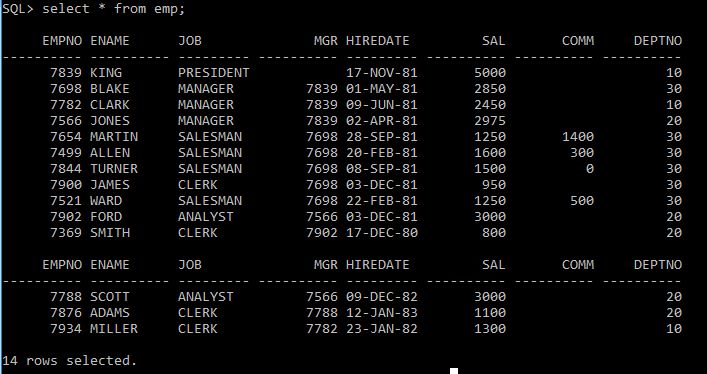 SQL> select * from emp;
     EMPNO ENAME      JOB              MGR HIREDATE         SAL       COMM     DEPTNO
---------- ---------- --------- ---------- --------- ---------- ---------- ----------
      7839 KING       PRESIDENT            17-NOV-81       5000                    10
      7698 BLAKE      MANAGER         7839 01-MAY-81       2850                    30
      7782 CLARK      MANAGER         7839 09-JUN-81       2450                    10
      7566 JONES      MANAGER         7839 02-APR-81       2975                    20
      7654 MARTIN     SALESMAN        7698 28-SEP-81       1250       1400         30
      7499 ALLEN      SALESMAN        7698 20-FEB-81       1600        300         30
      7844 TURNER     SALESMAN        7698 08-SEP-81       1500          0         30
      7900 JAMES      CLERK           7698 03-DEC-81        950                    30
      7521 WARD       SALESMAN        7698 22-FEB-81       1250        500         30
      7902 FORD       ANALYST         7566 03-DEC-81       3000                    20
      7369 SMITH      CLERK           7902 17-DEC-80        800                    20
     EMPNO ENAME      JOB              MGR HIREDATE         SAL       COMM     DEPTNO
---------- ---------- --------- ---------- --------- ---------- ---------- ----------
      7788 SCOTT      ANALYST         7566 09-DEC-82       3000                    20
      7876 ADAMS      CLERK           7788 12-JAN-83       1100                    20
      7934 MILLER     CLERK           7782 23-JAN-82       1300                    10
14 rows selected.